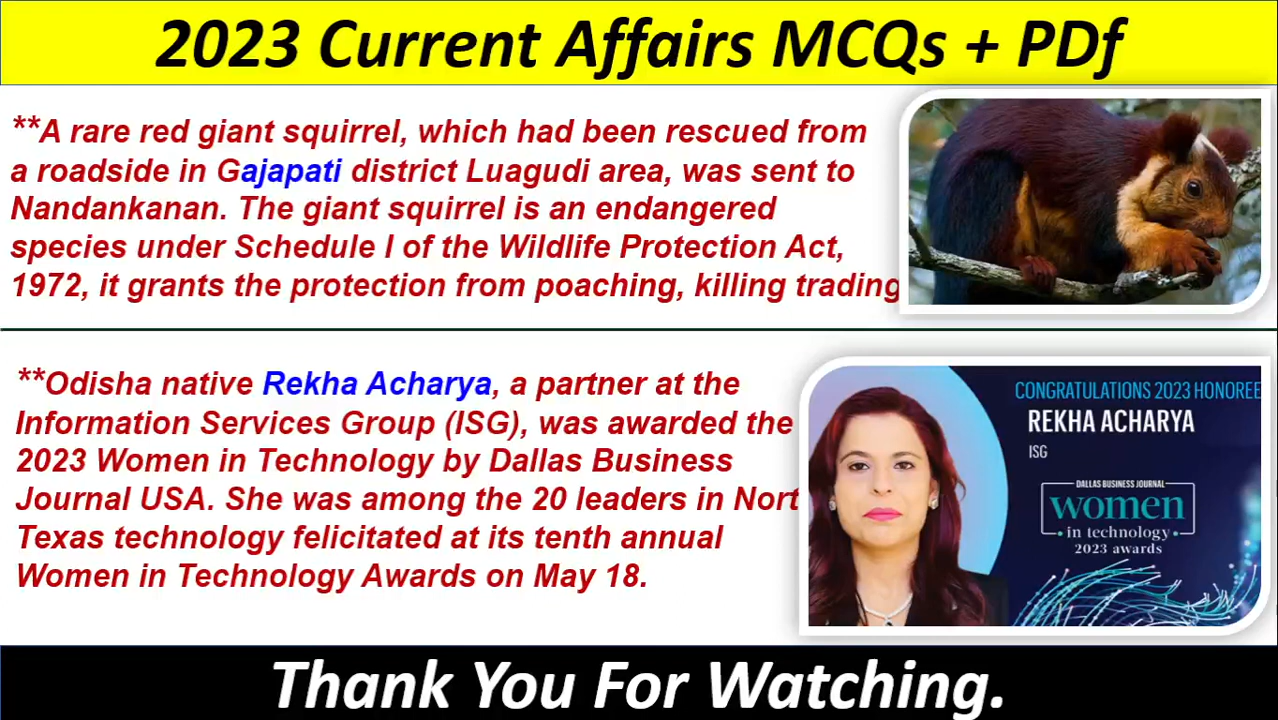 2023 Current Affairs MCQs + PDf
**A rare red giant squirrel, which had been rescued from
a roadside in Gajapati district Luagudi area, was sent to
Nandankanan. The giant squirrel is an endangered
species under Schedule I of the Wildlife Protection Act,
1972, it grants the protection from poaching, killing trading
**Odisha native Rekha Acharya, a partner at the
Information Services Group (ISG), was awarded the
2023 Women in Technology by Dallas Business
Journal USA. She was among the 20 leaders in Nort
Texas technology felicitated at its tenth annual
Women in Technology Awards on May 18.
CONGRATULATIONS 2023 HONOREE
REKHA ACHARYA
ISG
DALLAS BUSINESS JOURNAL
women
in technology
2023 awards
Thank You For Watching.